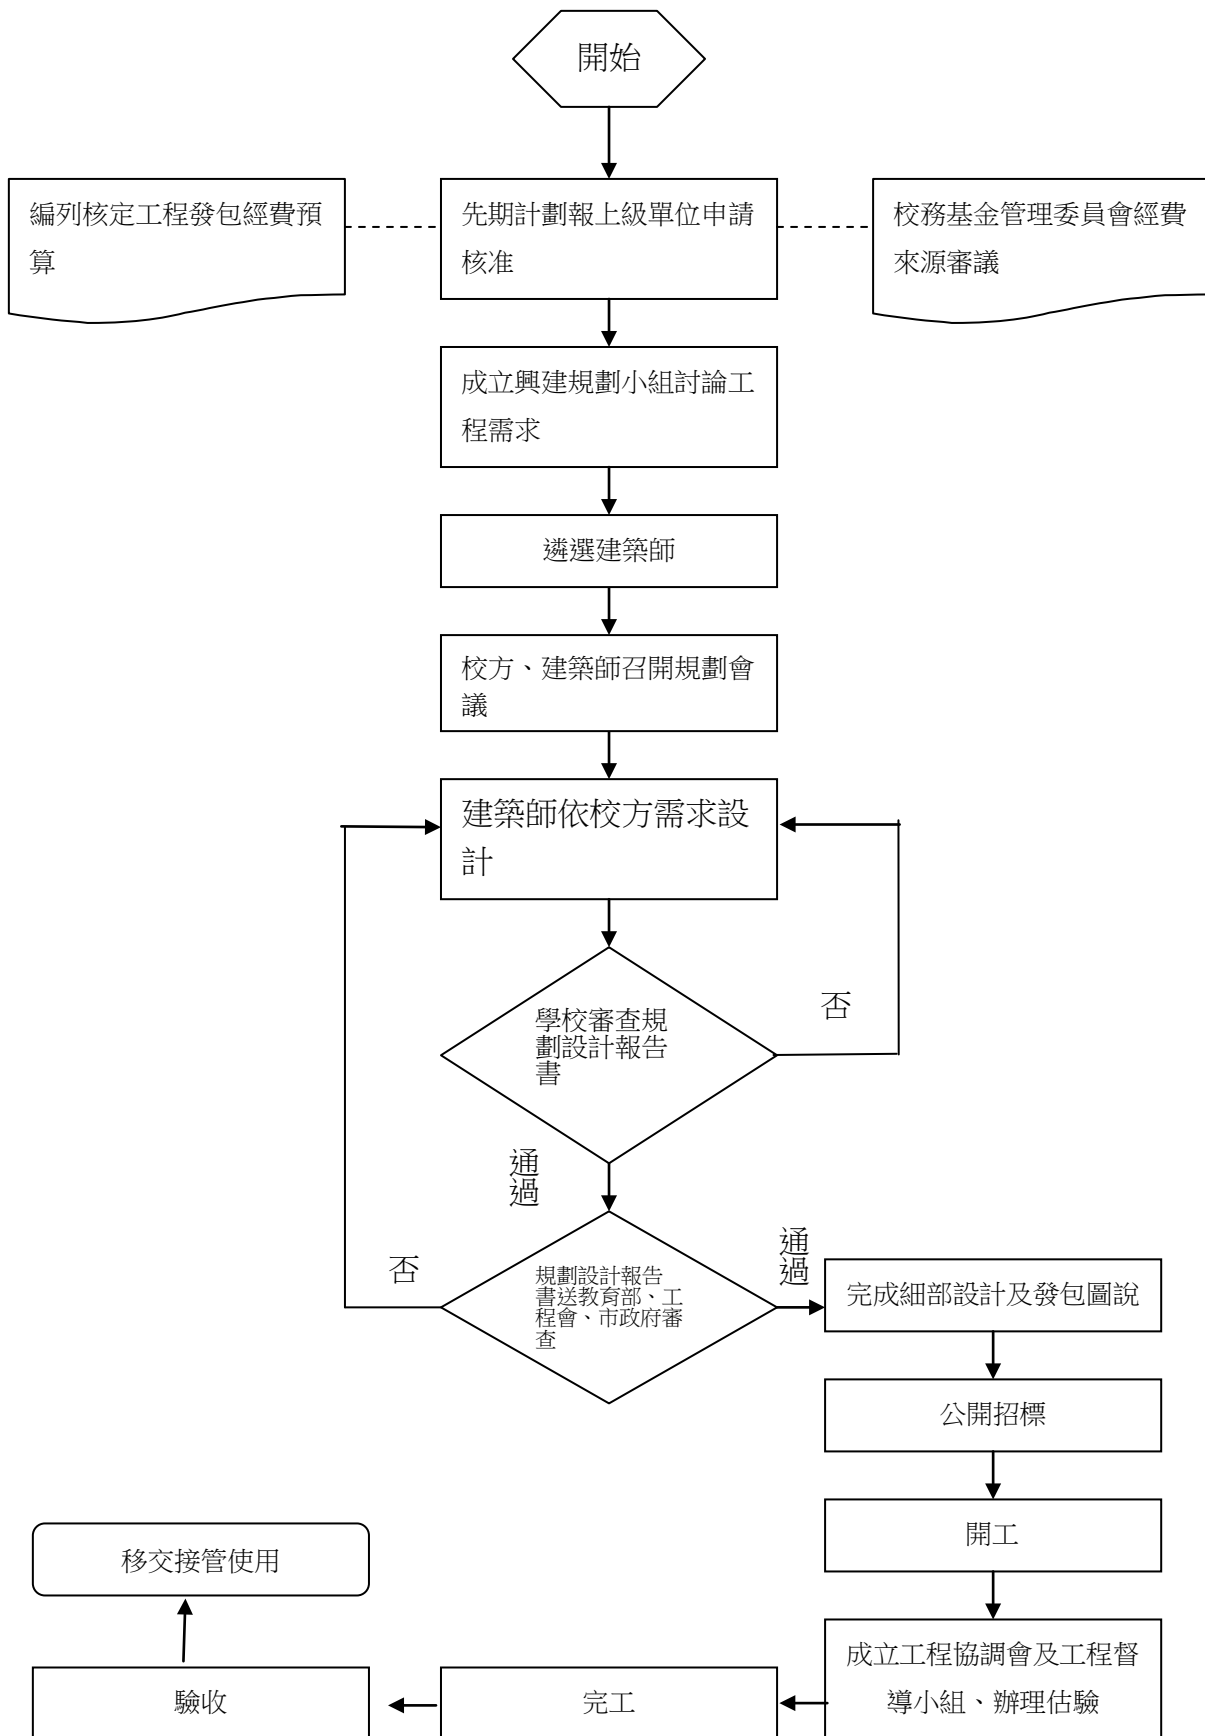 開始
編列核定工程發包經費預
算
先期計劃報上級單位申請
核准
校務基金管理委員會經費
來源審議
成立興建規劃小組討論工
程需求
遴選建築師
校方、建築師召開規劃會
議
建築師依校方需求設
計
學校審查規
劃設計報告
書
否
通過
否
規劃設計報告
書送教育部、工
程會、市政府審
查
通過
完成細部設計及發包圖說
公開招標
開工
成立工程協調會及工程督
導小組、辦理估驗
完工
驗收
移交接管使用